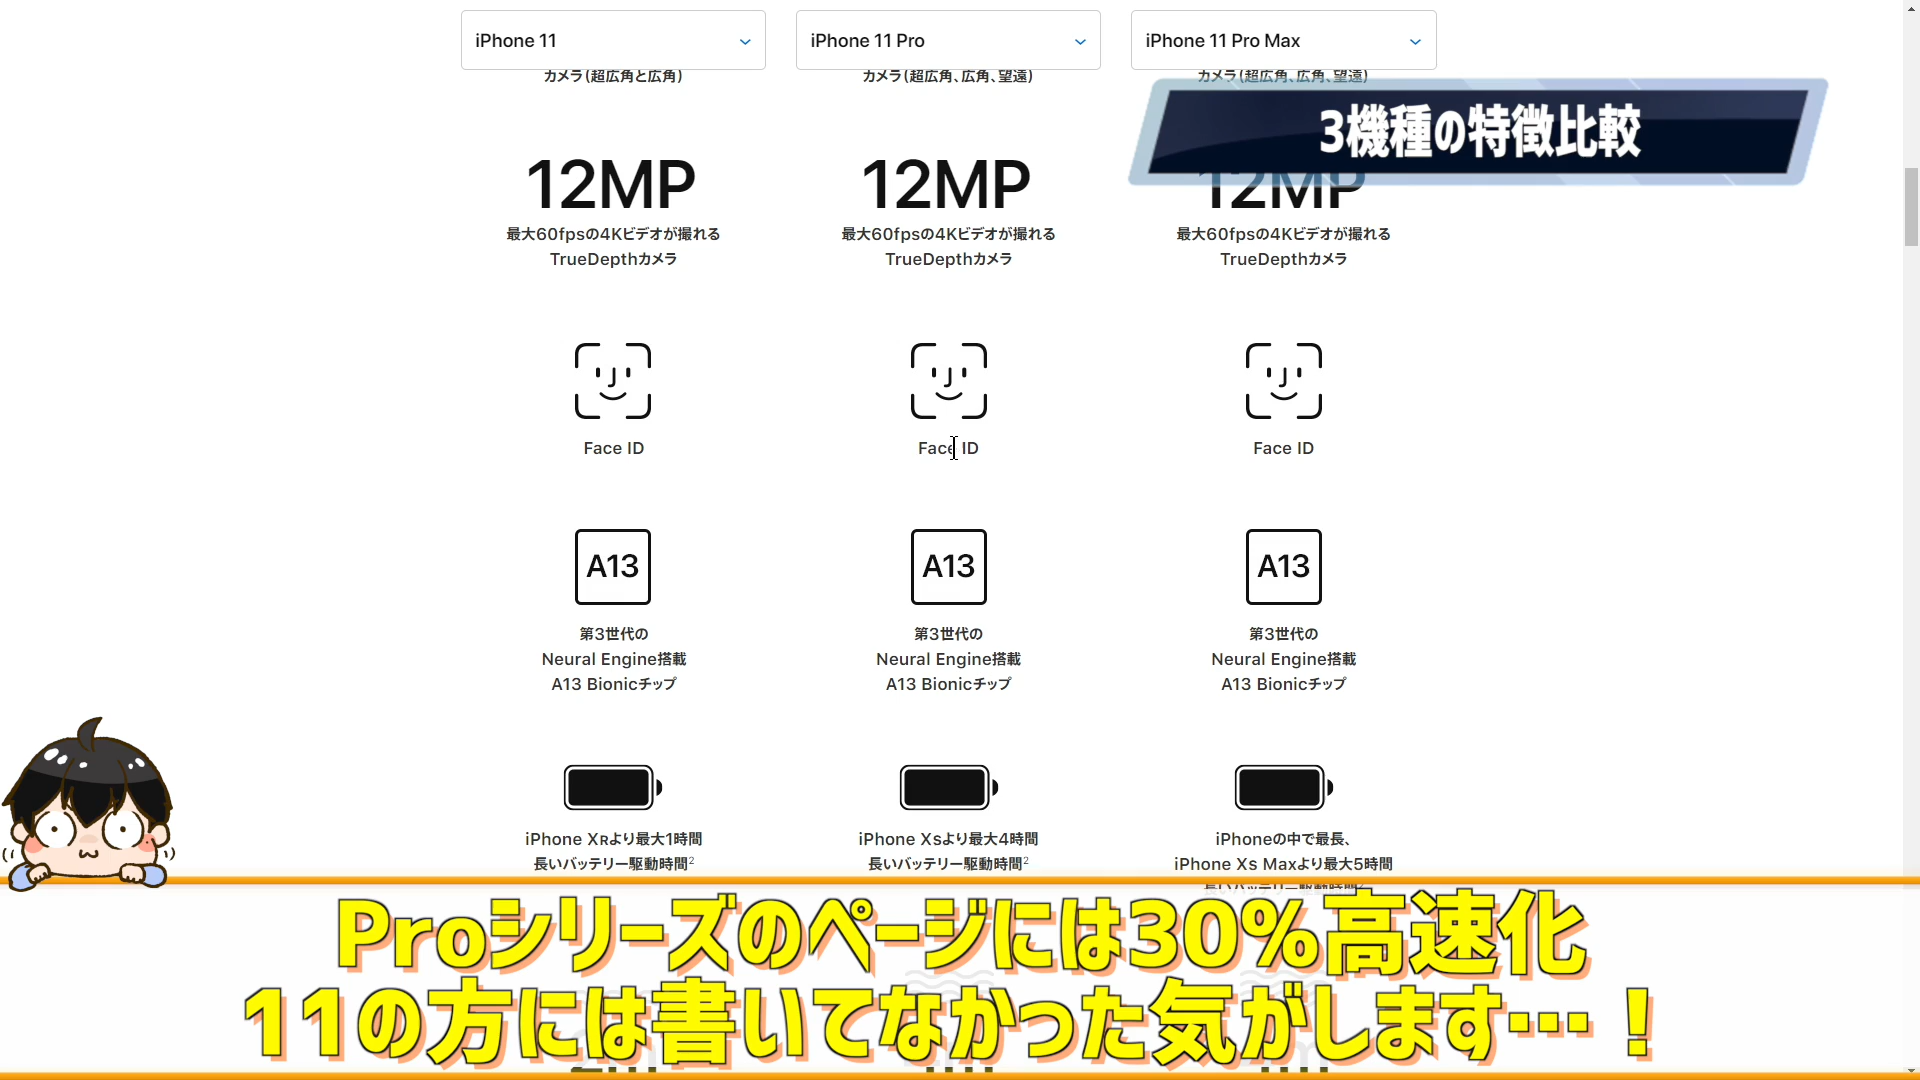 iPhone 11
iPhone 11 Pro
iPhone 11 Pro Max
カメラ(超広角と広角)
カメラ(超広角、広角、望遠)
カメラ(超広角、広角、望遠)
3機種の特徴比較
12MP
12MP
12MP
最大60fpsの4Kビデオが撮れる
TrueDepthカメラ
最大60fpsの4Kビデオが撮れる
TrueDepthカメラ
最大60fpsの4Kビデオが撮れる
TrueDepthカメラ
Face ID
Face ID
Face ID
A13
A13
A13
第3世代の
Neural Engine搭載
A13 Bionicチップ
第3世代の
Neural Engine搭載
A13 Bionicチップ
第3世代の
Neural Engine搭載
A13 Bionicチップ
iPhone XRより最大1時間
長いバッテリー駆動時間2
iPhone Xsより最大4時間
長いバッテリー駆動時間2
iPhoneの中で最長、
iPhone Xs Maxより最大5時間
長いバッテリー駆動時間2
Proシリーズのページには30%高速化
11の方には書いてなかった気がします…！